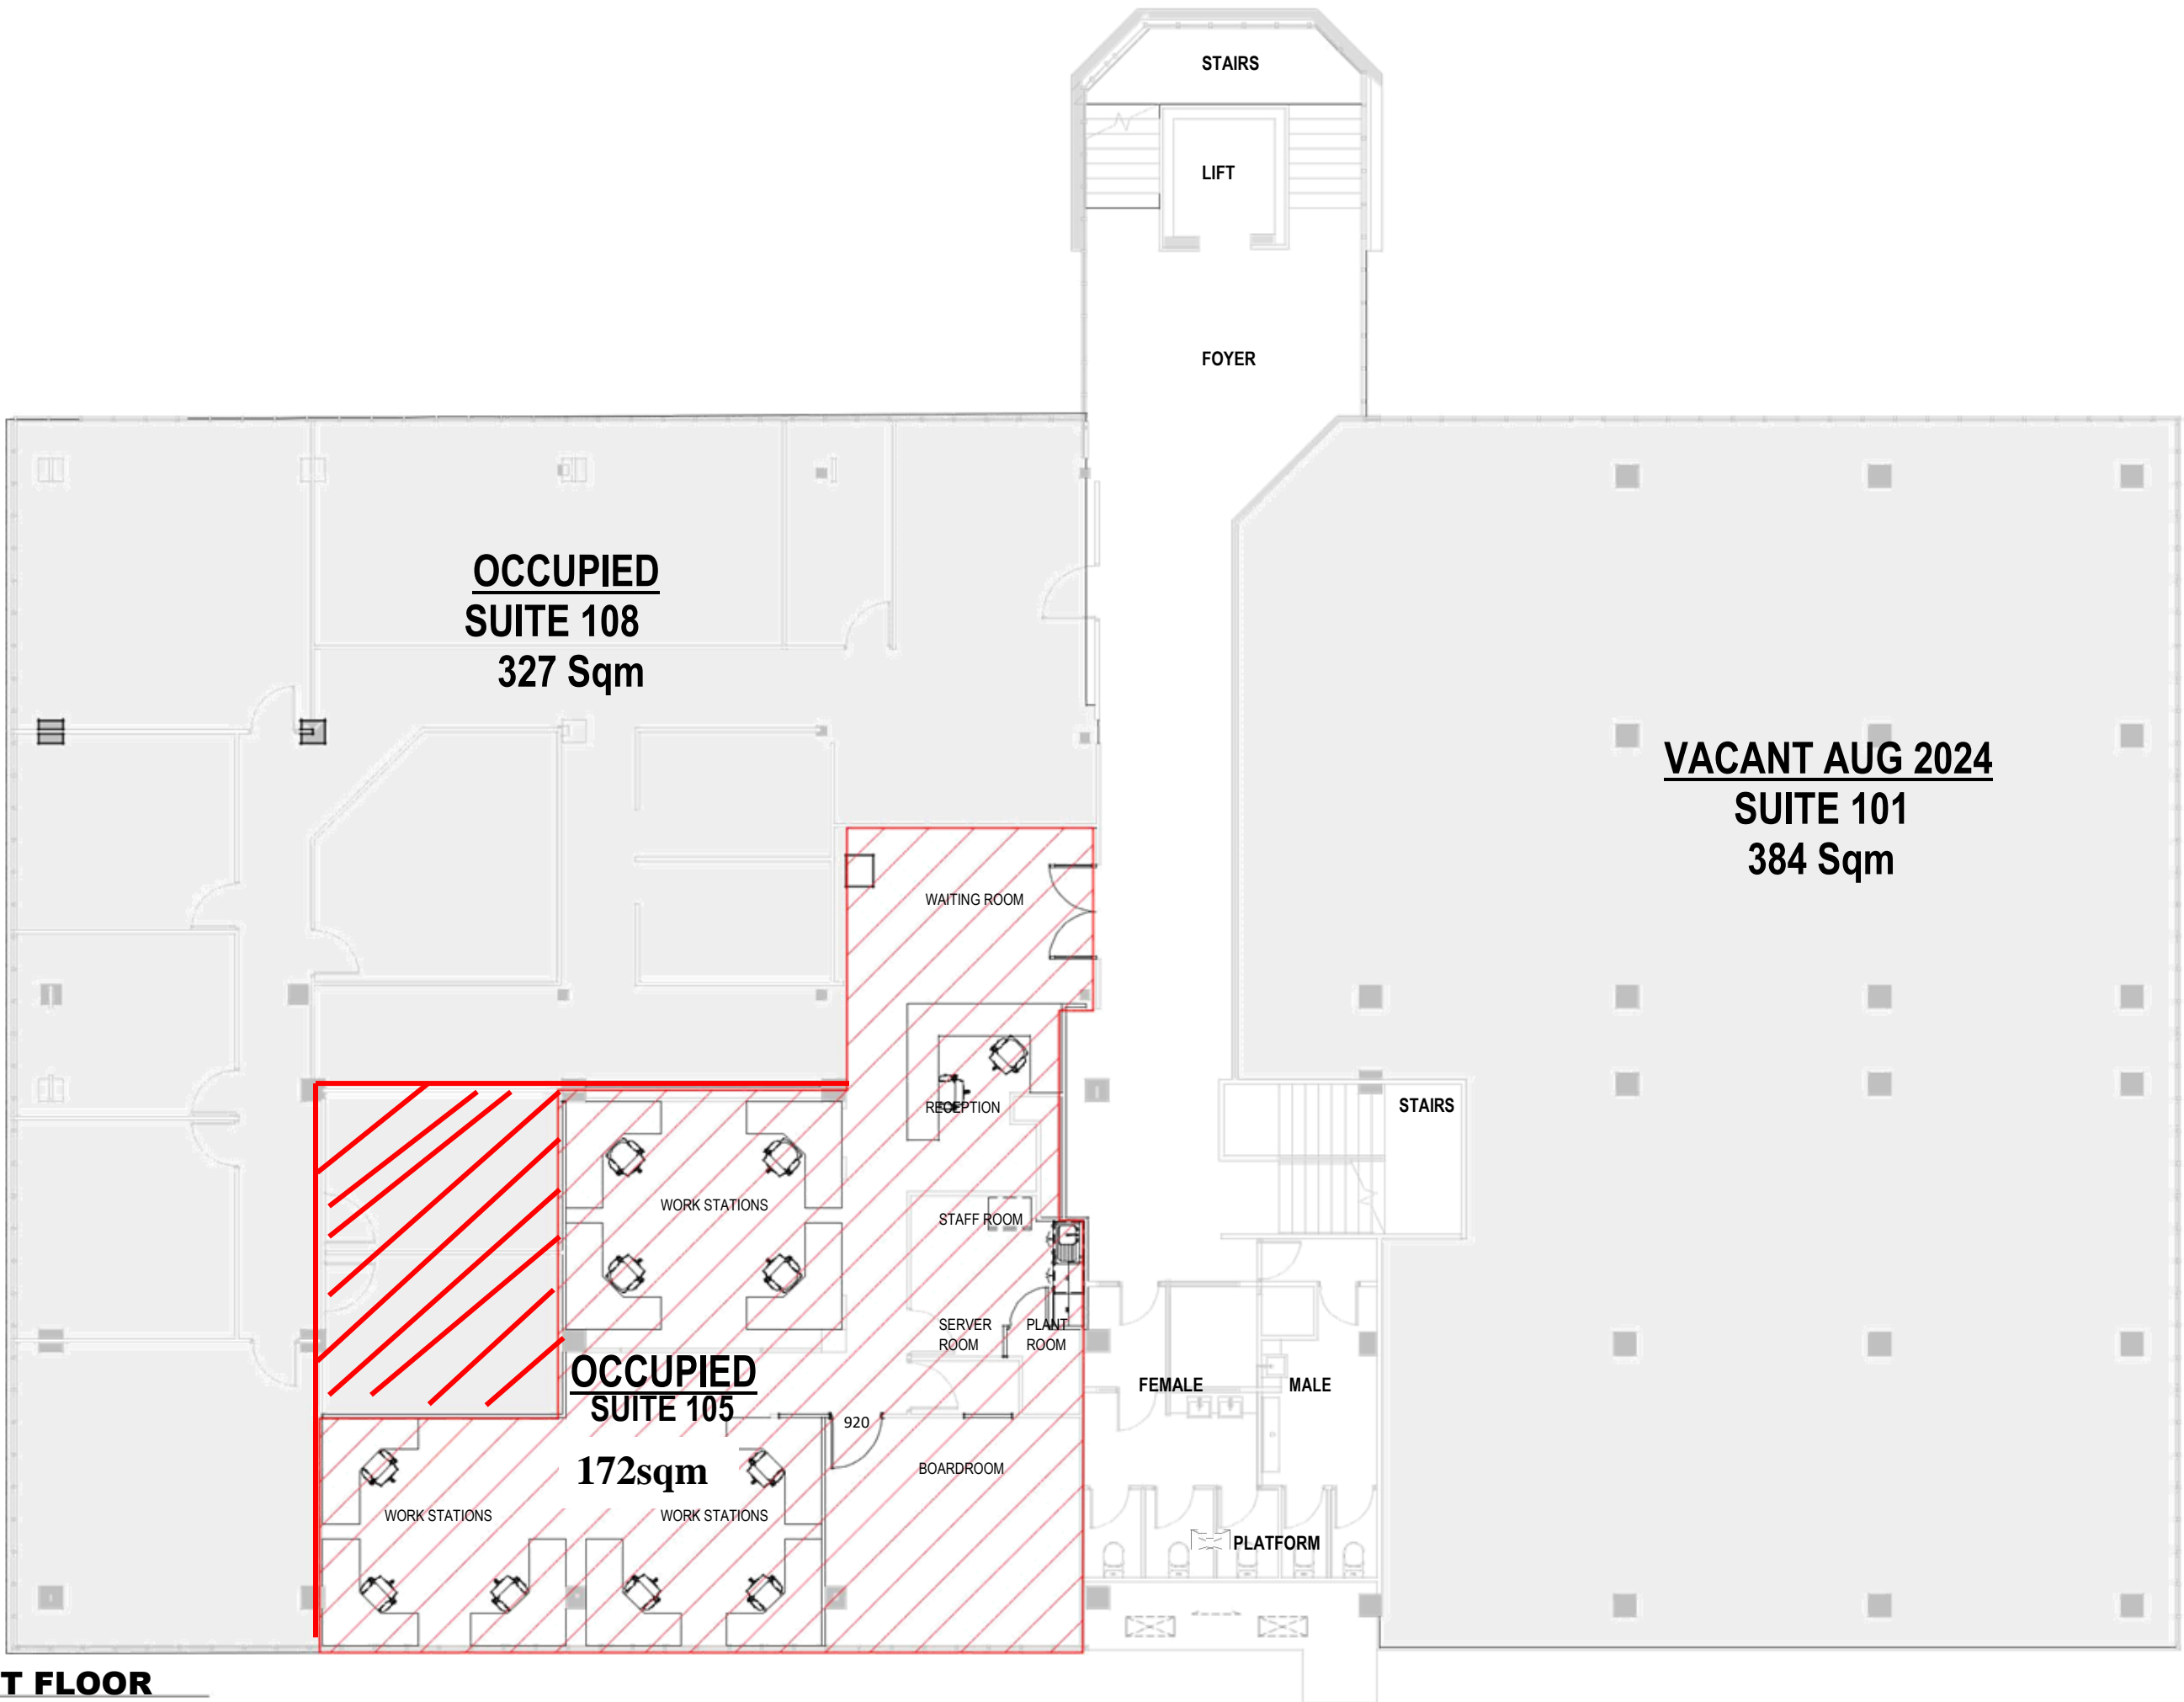 STAIRS
LIFT
FOYER
OCCUPIED
SUITE 108
327 Sqm
VACANT AUG 2024
SUITE 101
384 Sqm
WAITING ROOM
RECEPTION
STAIRS
WORK STATIONS
STAFF ROOM
SERVER
ROOM
PLANT
ROOM
OCCUPIED
SUITE 105
172sqm
920
FEMALE
MALE
BOARDROOM
WORK STATIONS
WORK STATIONS
PLATFORM
T FLOOR